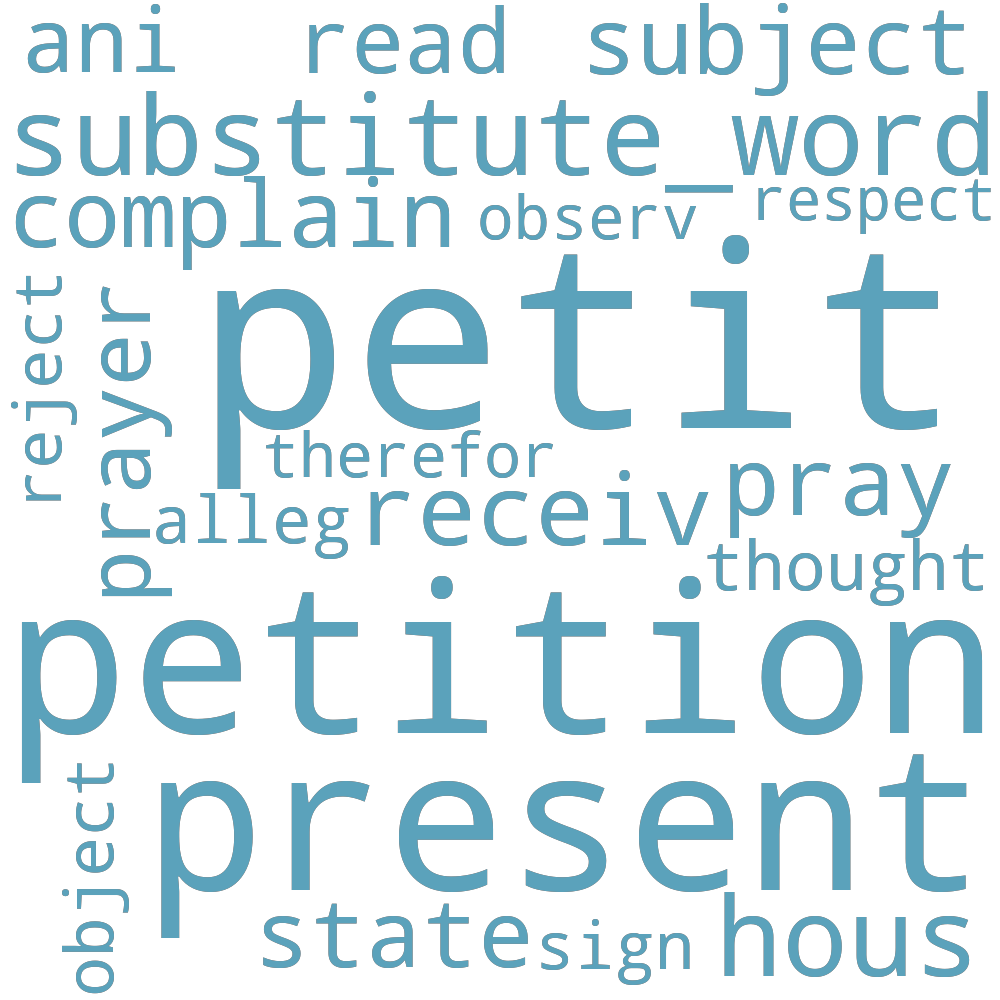 ani read subject
substitute_word
complain observ respect
petit
reject
prayer
therefor
alleg receiv pray
thought
petition
present
object
state sign hous